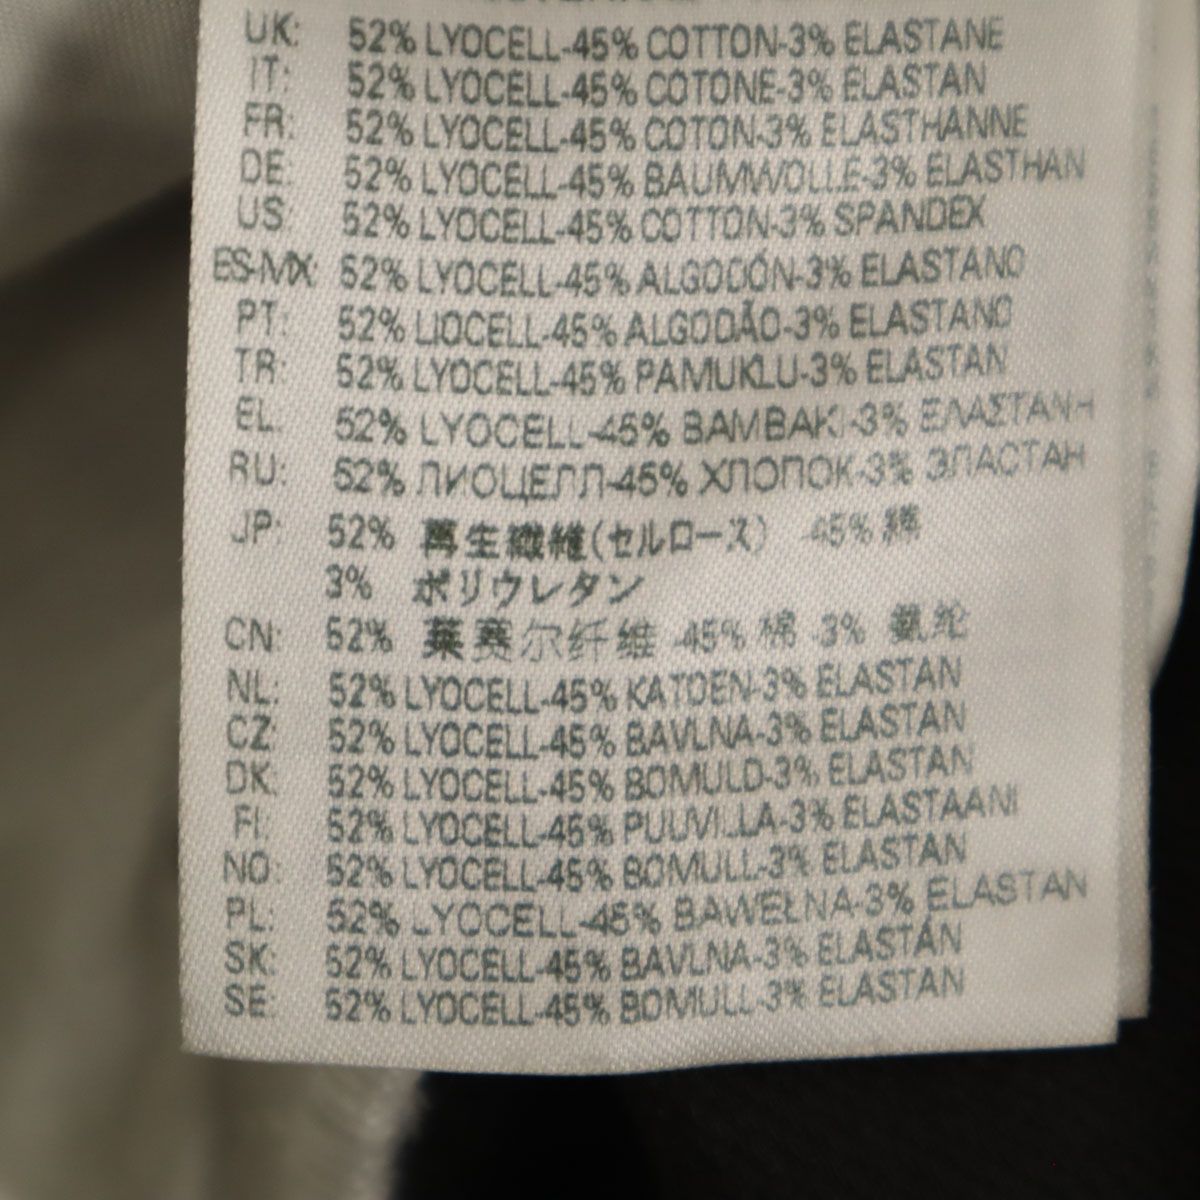 UK: 52% LYOCELL-45% COTTON-3% ELASTANE
IT: 52% LYOCELL-45% COTONE-3% ELASTAN
FR: 52% LYOCELL-45% COTON-3% ELASTHANNE
DE: 52% LYOCELL-45% BAUMWOLLE-3% ELASTHAN
US: 52% LYOCELL-45% COTTON-3% SPANDEX
ES-MX: 52% LYOCELL-45% ALGODÓN-3% ELASTANO
PT: 52% LIOCELL-45% ALGODÃO-3% ELASTANO
TR: 52% LYOCELL-45% PAMUKLU-3% ELASTAN
EL: 52% LYOCELL-45% BAMBAKI-3% ΕΛΑΣΤΑΝΗ
RU: 52% ЛИОЦЕЛЛ-45% ХЛОПОК-3% ЭЛАСТАН
JP: 52% 再生繊維(セルロース) 45% 綿
3% ポリウレタン
CN: 52% 莱赛尔纤维 -45% 棉 -3% 氨纶
NL: 52% LYOCELL-45% KATOEN-3% ELASTAN
CZ: 52% LYOCELL-45% BAVLNA-3% ELASTAN
DK: 52% LYOCELL-45% BOMULD-3% ELASTAN
FI: 52% LYOCELL-45% PUUVILLA-3% ELASTAANI
NO: 52% LYOCELL-45% BOMULL-3% ELASTAN
PL: 52% LYOCELL-45% BAWEŁNA-3% ELASTAN
SK: 52% LYOCELL-45% BAVLNA-3% ELASTAN
SE: 52% LYOCELL-45% BOMULL-3% ELASTAN